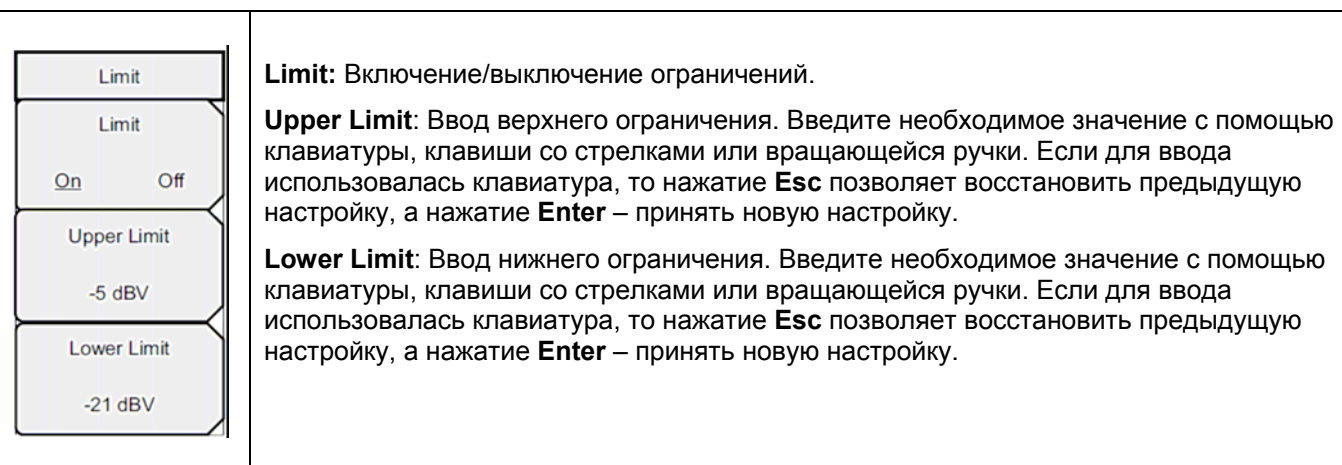 Limit
Limit
On Off
Upper Limit
-5 dBV
Lower Limit
-21 dBV
Limit: Включение/выключение ограничений.
Upper Limit: Ввод верхнего ограничения. Введите необходимое значение с помощью
клавиатуры, клавиши со стрелками или вращающейся ручки. Если для ввода
использовалась клавиатура, то нажатие Esc позволяет восстановить предыдущую
настройку, а нажатие Enter – принять новую настройку.
Lower Limit: Ввод нижнего ограничения. Введите необходимое значение с помощью
клавиатуры, клавиши со стрелками или вращающейся ручки. Если для ввода
использовалась клавиатура, то нажатие Esc позволяет восстановить предыдущую
настройку, а нажатие Enter – принять новую настройку.